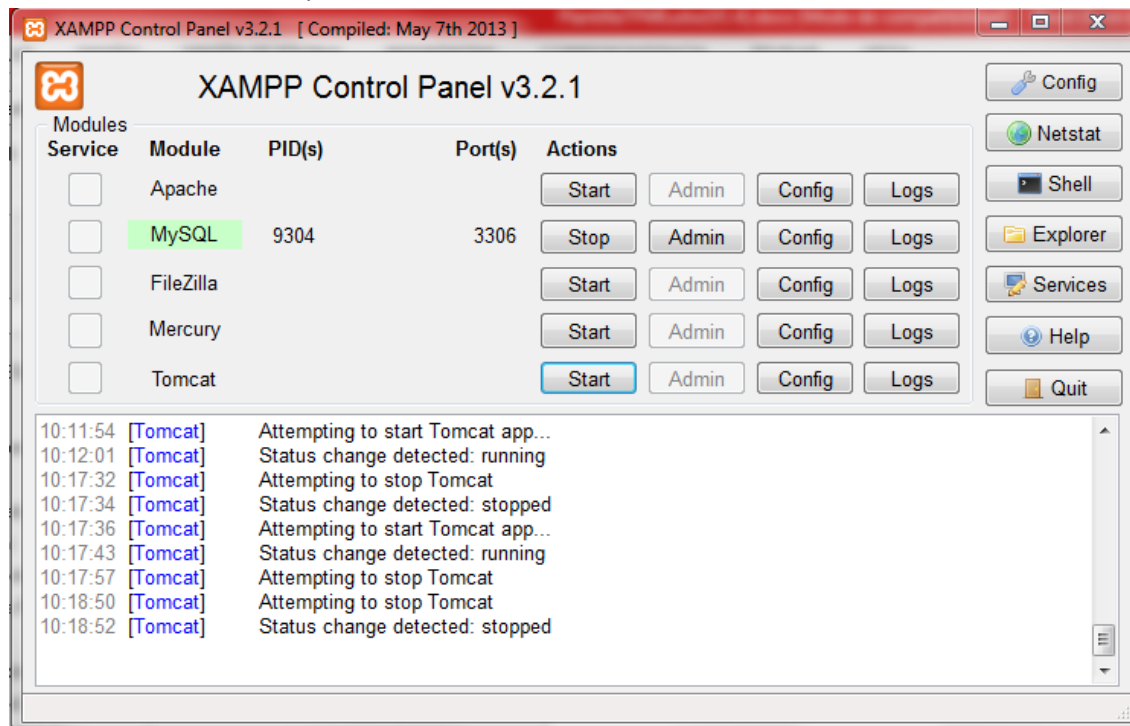 XAMPP Control Panel v3.2.1 [ Compiled: May 7th 2013 ]
XAMPP Control Panel v3.2.1
Config
Modules
Service Module PID(s) Port(s) Actions
Netstat
Apache Start Admin Config Logs
Shell
MySQL 9304 3306 Stop Admin Config Logs
Explorer
FileZilla Start Admin Config Logs
Services
Mercury Start Admin Config Logs
Help
Tomcat Start Admin Config Logs
Quit
10:11:54 [Tomcat] Attempting to start Tomcat app...
10:12:01 [Tomcat] Status change detected: running
10:17:32 [Tomcat] Attempting to stop Tomcat
10:17:34 [Tomcat] Status change detected: stopped
10:17:36 [Tomcat] Attempting to start Tomcat app...
10:17:43 [Tomcat] Status change detected: running
10:17:57 [Tomcat] Attempting to stop Tomcat
10:18:50 [Tomcat] Attempting to stop Tomcat
10:18:52 [Tomcat] Status change detected: stopped